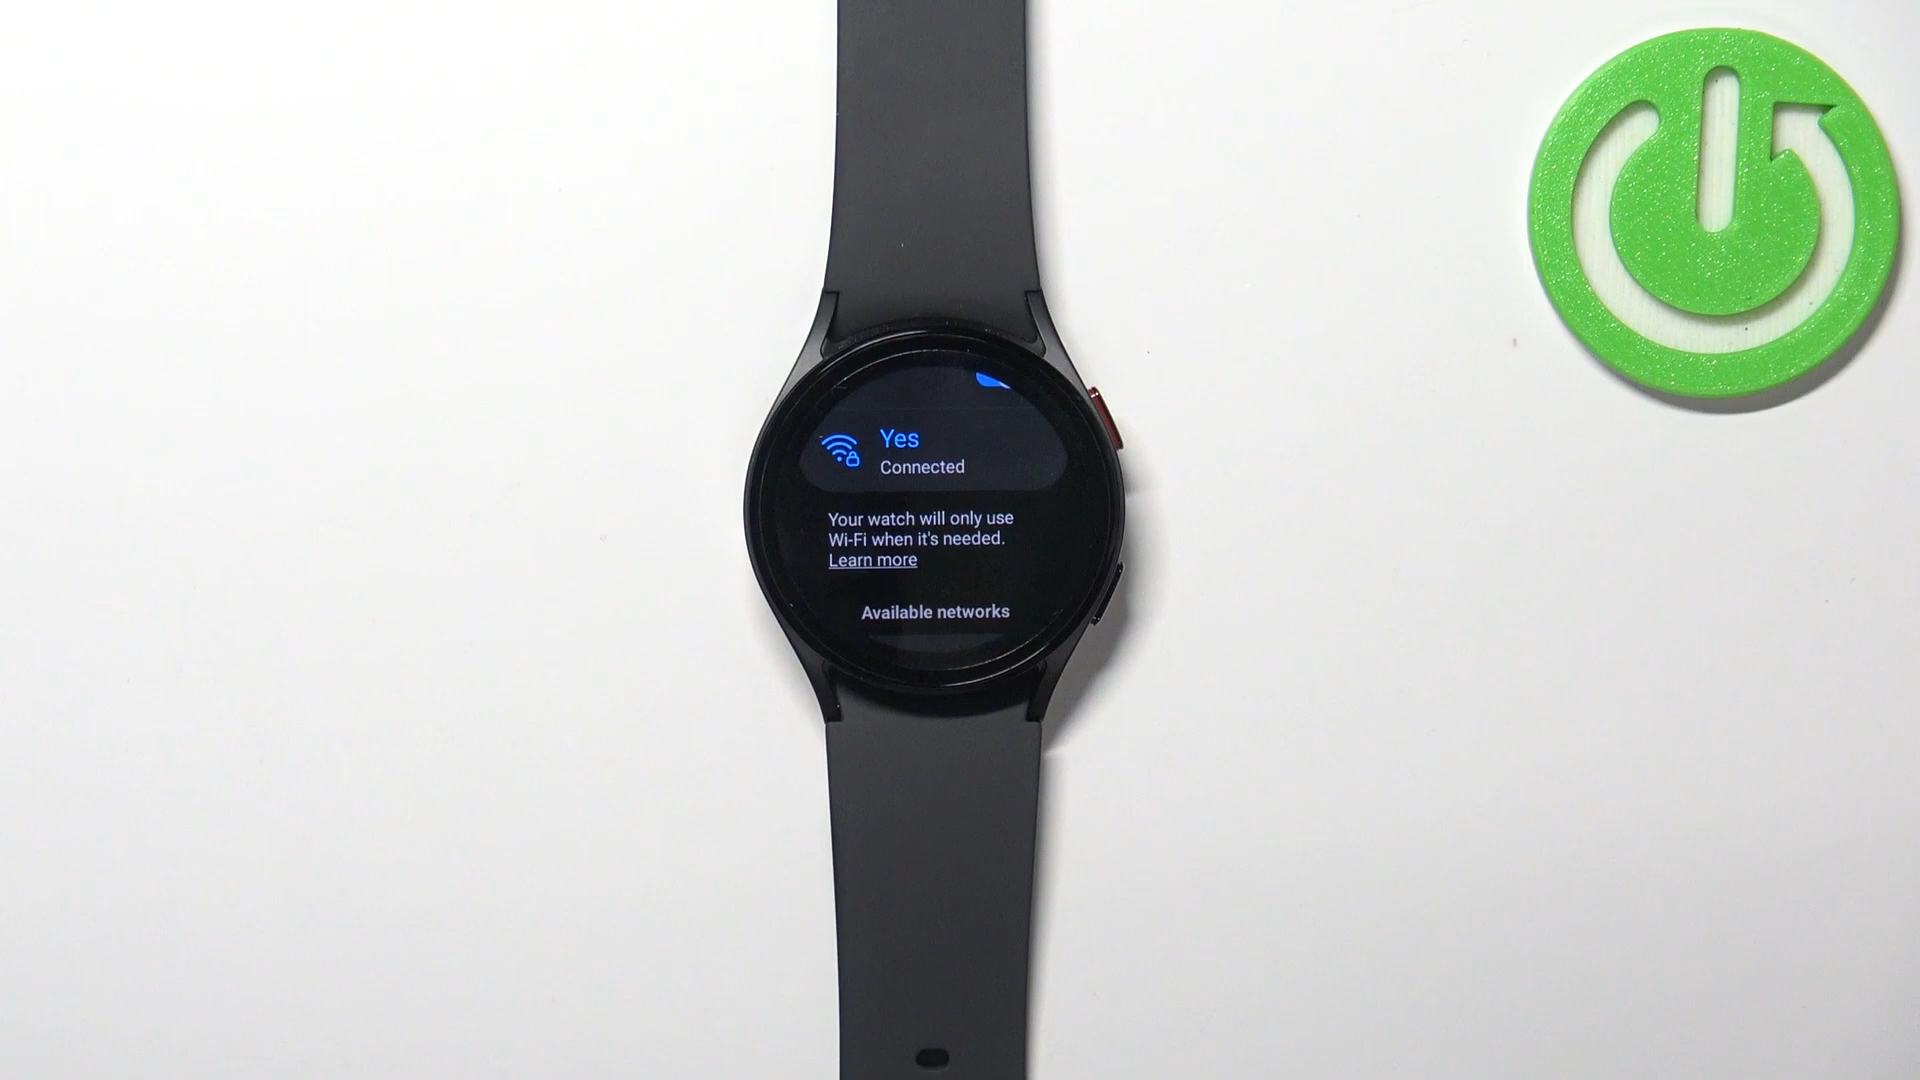 Yes
Connected
Your watch will only use
Wi-Fi when it's needed.
Learn more
Available networks